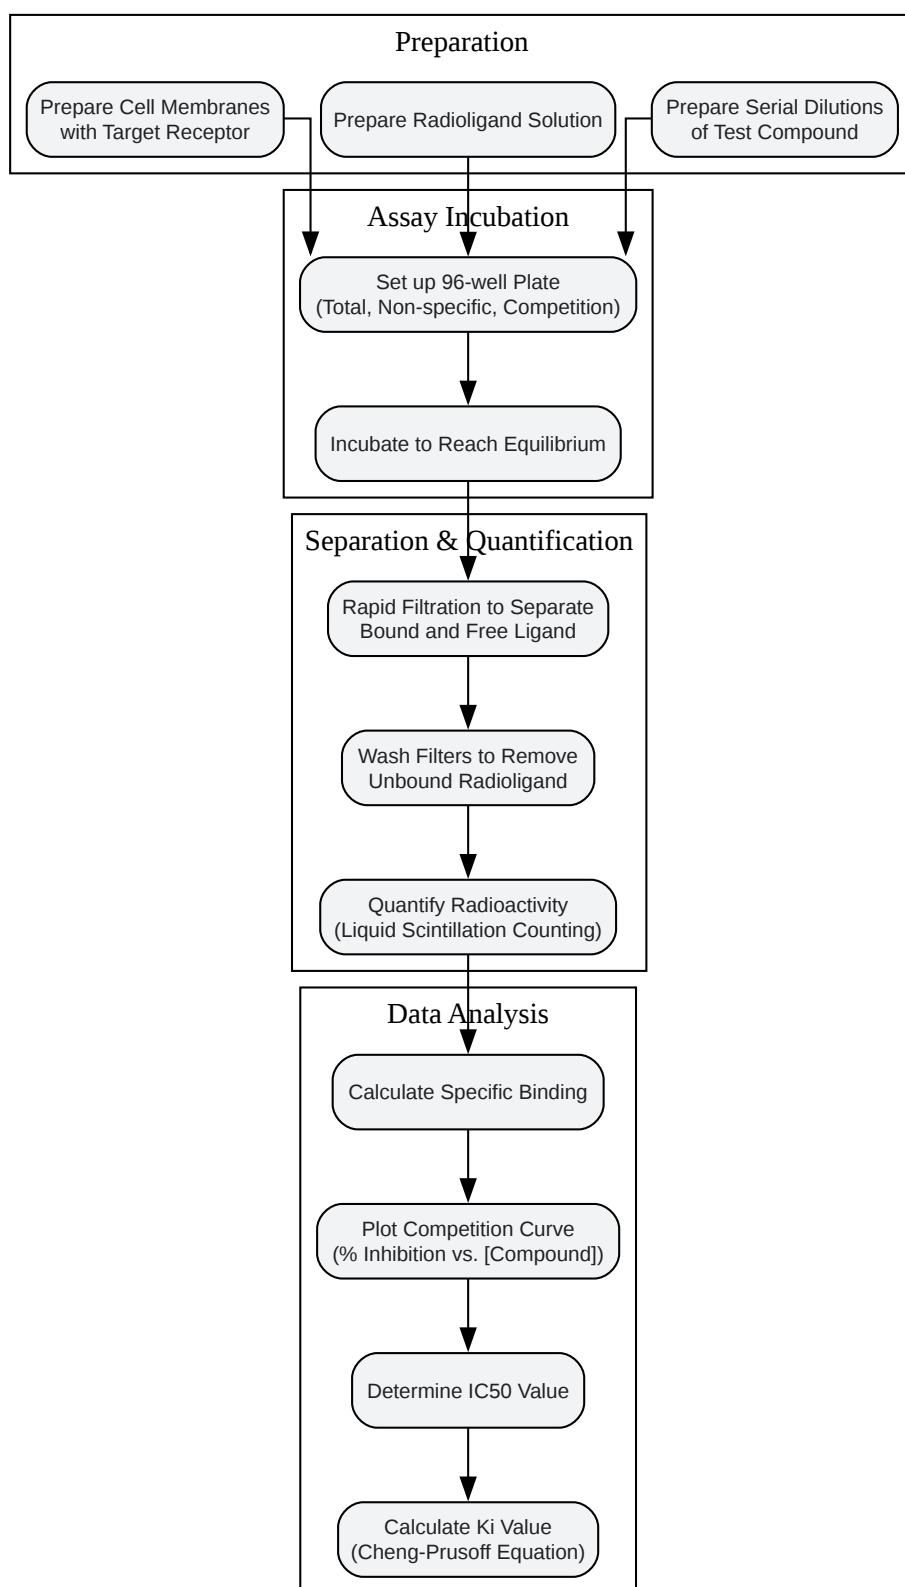 Preparation
Prepare Cell Membranes
with Target Receptor
Prepare Radioligand Solution
Prepare Serial Dilutions
of Test Compound
Assay Incubation
Set up 96-well Plate
(Total, Non-specific, Competition)
Incubate to Reach Equilibrium
Separation & Quantification
Rapid Filtration to Separate
Bound and Free Ligand
Wash Filters to Remove
Unbound Radioligand
Quantify Radioactivity
(Liquid Scintillation Counting)
Data Analysis
Calculate Specific Binding
Plot Competition Curve
(% Inhibition vs. [Compound])
Determine IC50 Value
Calculate Ki Value
(Cheng-Prusoff Equation)